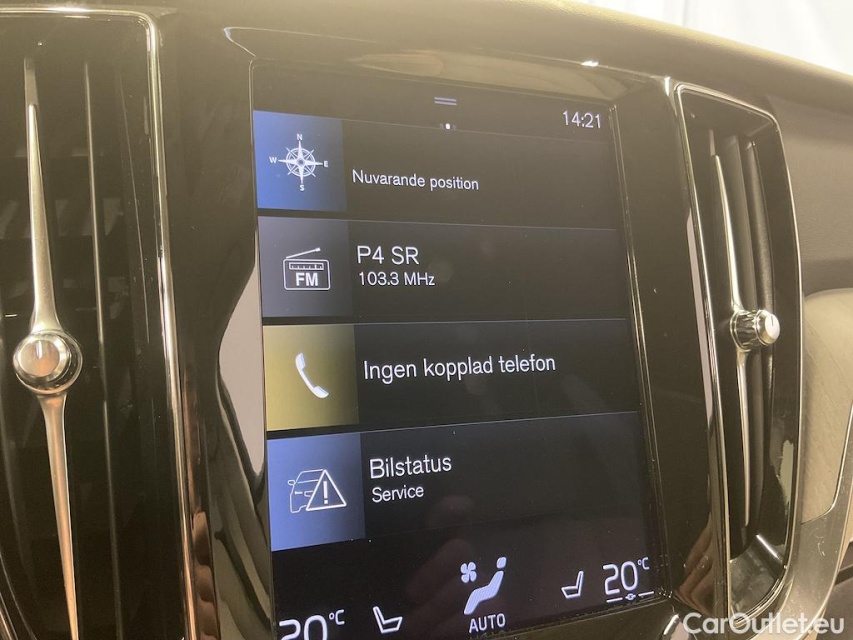 14:21
N
W E
S
Nuvarande position
P4 SR
FM
103.3 MHz
Ingen kopplad telefon
Bilstatus
Service
20°C
20°C
AUTO
CarOutlet.eu